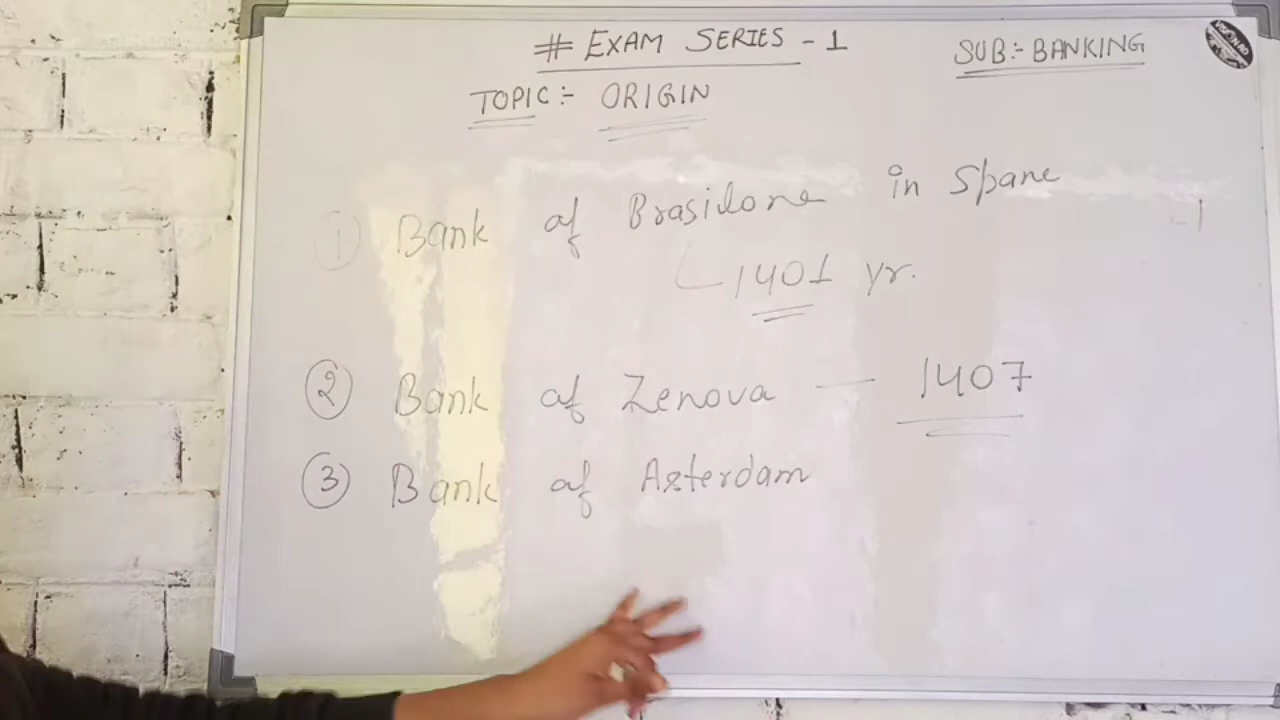 # EXAM SERIES - 1
SUB:- BANKING
TOPIC:- ORIGIN
① Bank of Brasilone in Spane
1401 yr.
② Bank of Zenova — 1407
③ Bank of Asterdam